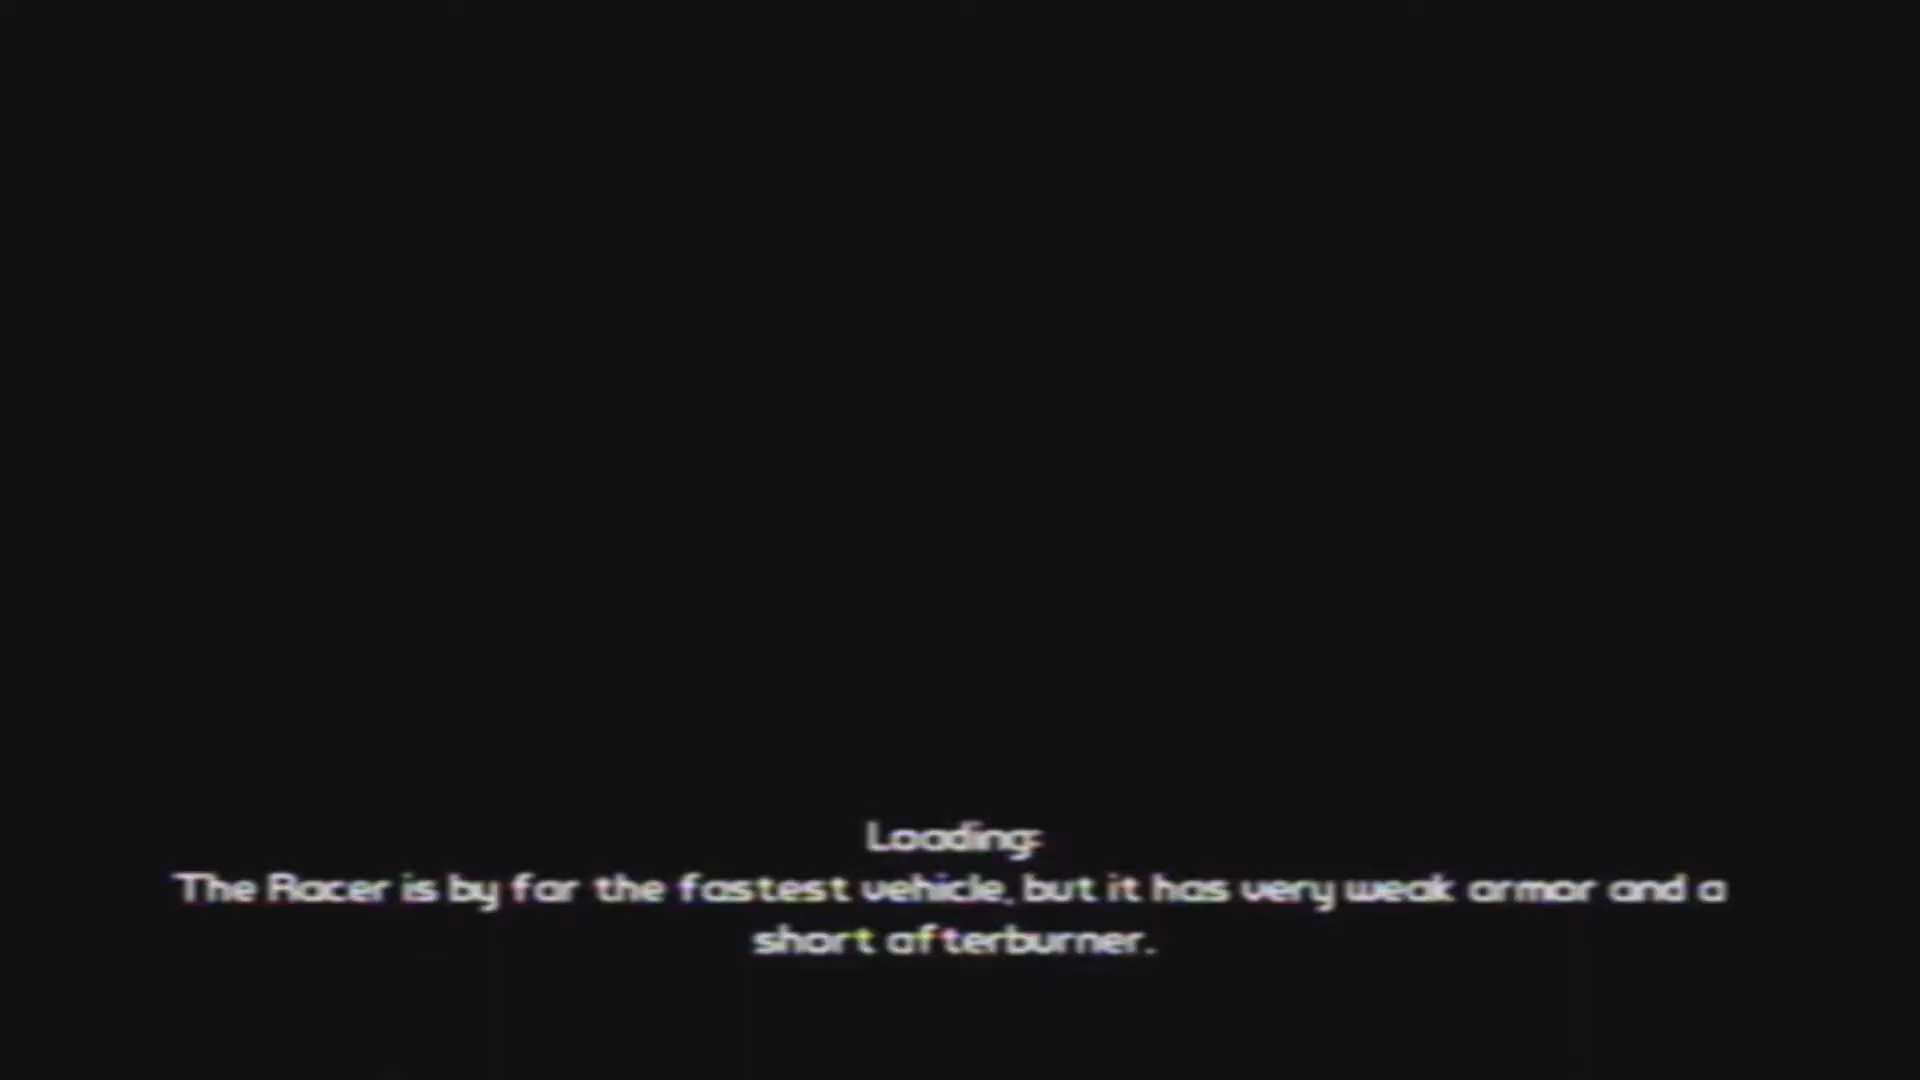 Loading:
The Racer is by far the fastest vehicle, but it has very weak armor and a
short afterburner.